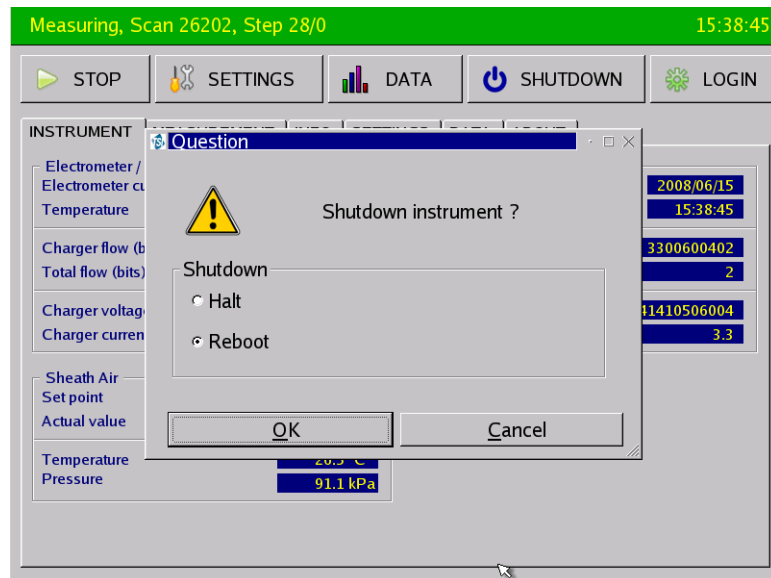 Measuring, Scan 26202, Step 28/0 15:38:45
STOP SETTINGS DATA SHUTDOWN LOGIN
INSTRUMENT
Question
Electrometer /
Electrometer cu 2008/06/15
Temperature 15:38:45
Shutdown instrument ?
Charger flow (b 3300600402
Total flow (bits) 2
Shutdown
Halt
Charger voltag 41410506004
Charger curren 3.3
Reboot
Sheath Air
Set point
Actual value
OK Cancel
Temperature
Pressure 91.1 kPa